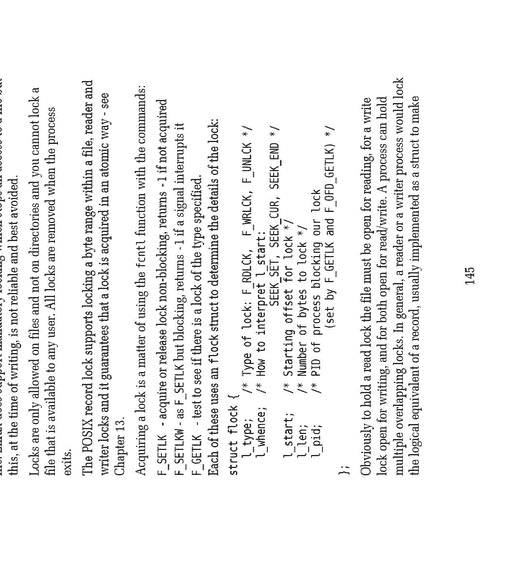 this, at the time of writing, is not reliable and best avoided.
Locks are only allowed on files and not on directories and you cannot lock a
file that is available to any user. All locks are removed when the process
exits.
The POSIX record lock supports locking a byte range within a file, reader and
writer locks and it guarantees that a lock is acquired in an atomic way - see
Chapter 13.
Acquiring a lock is a matter of using the fcntl function with the commands:
F_SETLK - acquire or release lock non-blocking, returns -1 if not acquired
F_SETLKW - as F_SETLK but blocking, returns -1 if a signal interrupts it
F_GETLK - test to see if there is a lock of the type specified.
Each of these uses an flock struct to determine the details of the lock:
struct flock {
l_type; /* Type of lock: F_RDLCK, F_WRLCK, F_UNLCK */
l_whence; /* How to interpret l_start:
SEEK_SET, SEEK_CUR, SEEK_END */
l_start; /* Starting offset for lock */
l_len; /* Number of bytes to lock */
l_pid; /* PID of process blocking our lock
(set by F_GETLK and F_OFD_GETLK) */
};
Obviously to hold a read lock the file must be open for reading, for a write
lock open for writing, and for both open for read/write. A process can hold
multiple overlapping locks. In general, a reader or a writer process would lock
the logical equivalent of a record, usually implemented as a struct to make
145